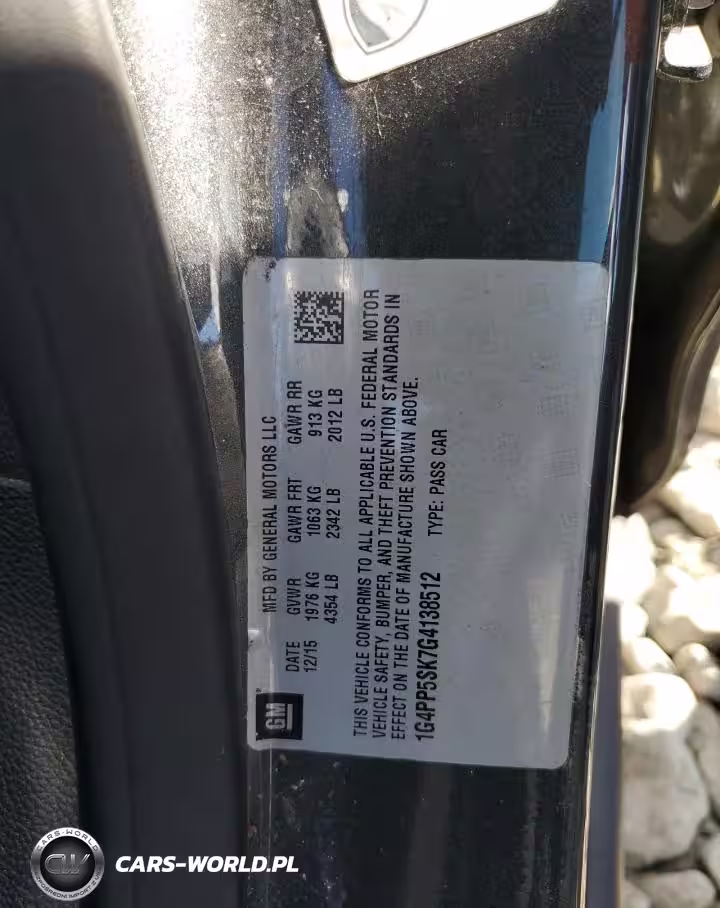 GM
MFD BY GENERAL MOTORS LLC
DATE GVWR GAWR FRT GAWR RR
12/15 1976 KG 1063 KG 913 KG
4354 LB 2342 LB 2012 LB
THIS VEHICLE CONFORMS TO ALL APPLICABLE U.S. FEDERAL MOTOR
VEHICLE SAFETY, BUMPER, AND THEFT PREVENTION STANDARDS IN
EFFECT ON THE DATE OF MANUFACTURE SHOWN ABOVE.
1G4PP5SK7G4138512 TYPE: PASS CAR
CARS-WORLD
CW
CARS-WORLD.PL